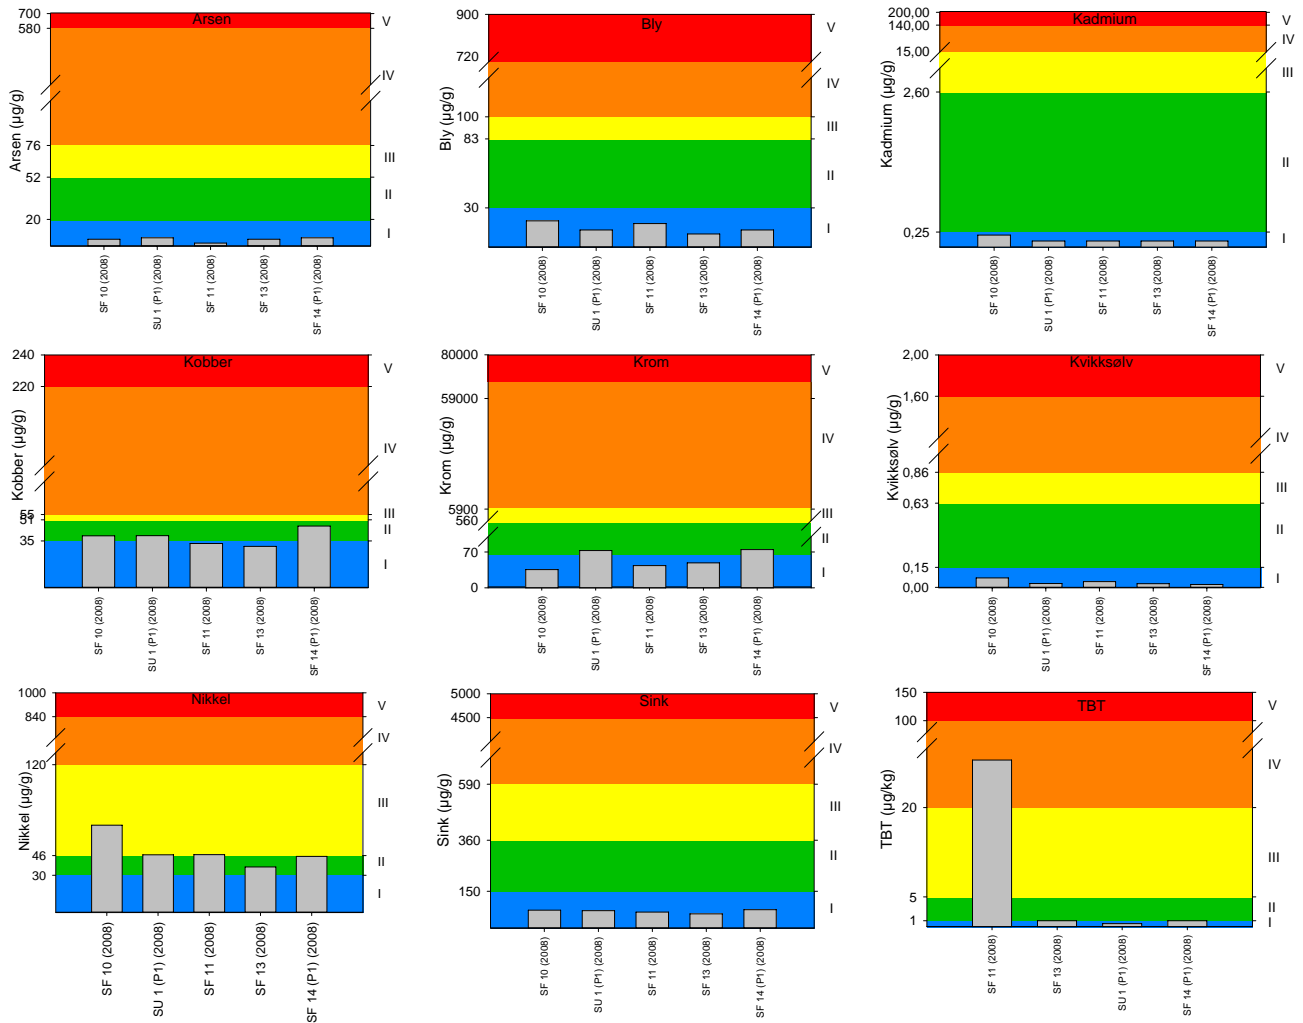 Arsen
Arsen (µg/g)
700
580
76
52
20
V
IV
III
II
I
SF 10 (2008)
SU 1 (P1) (2008)
SF 11 (2008)
SF 13 (2008)
SF 14 (P1) (2008)
Bly
Bly (µg/g)
900
720
100
83
30
V
IV
III
II
I
SF 10 (2008)
SU 1 (P1) (2008)
SF 11 (2008)
SF 13 (2008)
SF 14 (P1) (2008)
Kadmium
Kadmium (µg/g)
200,00
140,00
15,00
2,60
0,25
V
IV
III
II
I
SF 10 (2008)
SU 1 (P1) (2008)
SF 11 (2008)
SF 13 (2008)
SF 14 (P1) (2008)
Kobber
Kobber (µg/g)
240
220
55
51
35
V
IV
III
II
I
SF 10 (2008)
SU 1 (P1) (2008)
SF 11 (2008)
SF 13 (2008)
SF 14 (P1) (2008)
Krom
Krom (µg/g)
80000
59000
5900
560
70
0
V
IV
III
II
I
SF 10 (2008)
SU 1 (P1) (2008)
SF 11 (2008)
SF 13 (2008)
SF 14 (P1) (2008)
Kvikksølv
Kvikksølv (µg/g)
2,00
1,60
0,86
0,63
0,15
0,00
V
IV
III
II
I
SF 10 (2008)
SU 1 (P1) (2008)
SF 11 (2008)
SF 13 (2008)
SF 14 (P1) (2008)
Nikkel
Nikkel (µg/g)
1000
840
120
46
30
V
IV
III
II
I
SF 10 (2008)
SU 1 (P1) (2008)
SF 11 (2008)
SF 13 (2008)
SF 14 (P1) (2008)
Sink
Sink (µg/g)
5000
4500
590
360
150
V
IV
III
II
I
SF 10 (2008)
SU 1 (P1) (2008)
SF 11 (2008)
SF 13 (2008)
SF 14 (P1) (2008)
TBT
TBT (µg/kg)
150
100
20
5
1
V
IV
III
II
I
SF 11 (2008)
SF 13 (2008)
SU 1 (P1) (2008)
SF 14 (P1) (2008)